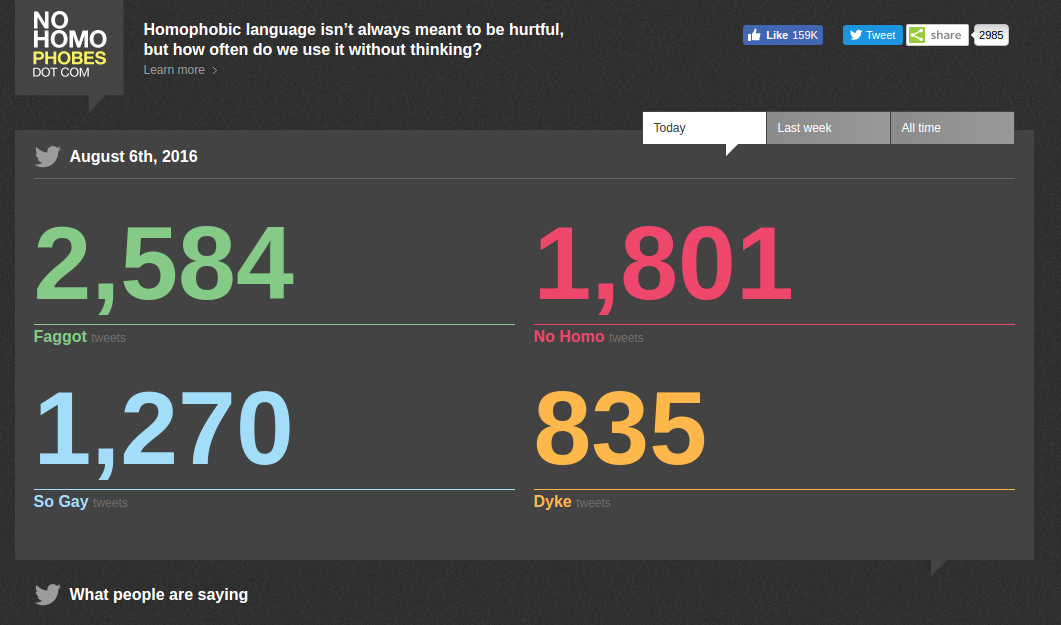 NO
HOMO
PHOBES
DOT COM
Homophobic language isn’t always meant to be hurtful,
but how often do we use it without thinking?
Learn more
Like 159K
Tweet
share
2985
Today
Last week
All time
August 6th, 2016
2,584
Faggot tweets
1,801
No Homo tweets
1,270
So Gay tweets
835
Dyke tweets
What people are saying